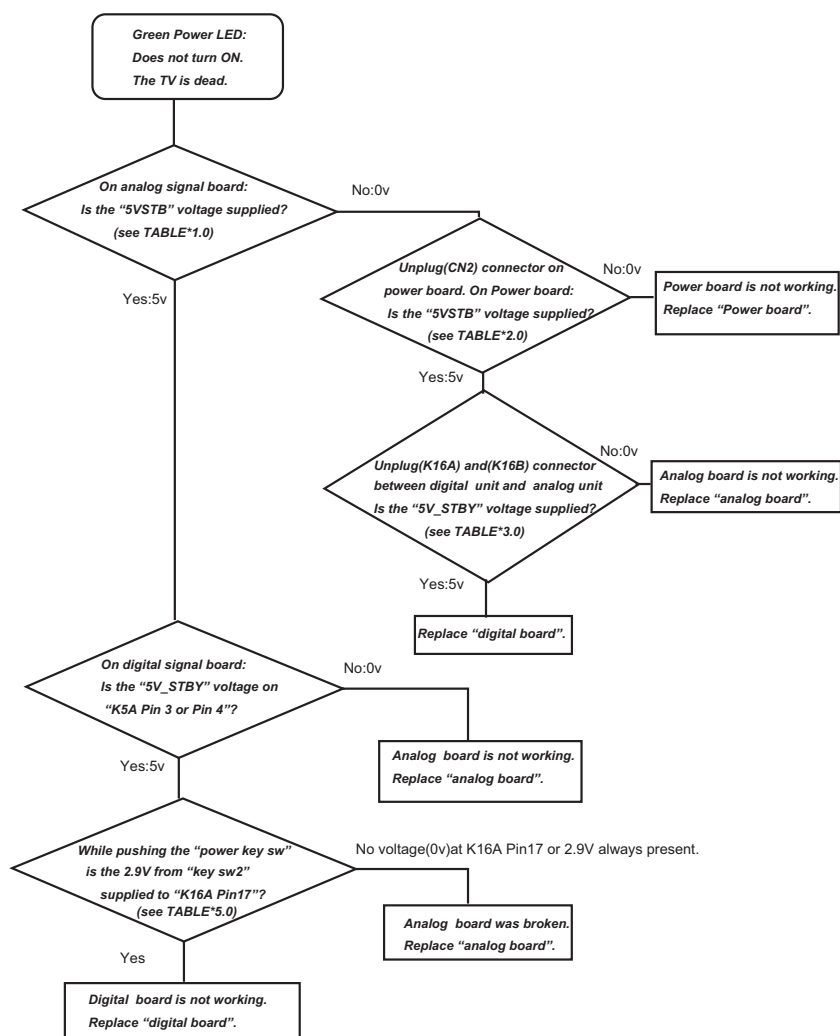 Green Power LED:
Does not turn ON.
The TV is dead.
On analog signal board:
Is the “5VSTB” voltage supplied?
(see TABLE*1.0)
No:0v
Yes:5v
Unplug(CN2) connector on
power board. On Power board:
Is the “5VSTB” voltage supplied?
(see TABLE*2.0)
No:0v
Power board is not working.
Replace “Power board”.
Yes:5v
Unplug(K16A) and(K16B) connector
between digital unit and analog unit
Is the “5V_STBY” voltage supplied?
(see TABLE*3.0)
No:0v
Analog board is not working.
Replace “analog board”.
Yes:5v
Replace “digital board”.
On digital signal board:
Is the “5V_STBY” voltage on
“K5A Pin 3 or Pin 4”?
No:0v
Analog board is not working.
Replace “analog board”.
Yes:5v
While pushing the “power key sw”
is the 2.9V from “key sw2”
supplied to “K16A Pin17”?
(see TABLE*5.0)
No voltage(0v)at K16A Pin17 or 2.9V always present.
Analog board was broken.
Replace “analog board”.
Yes
Digital board is not working.
Replace “digital board”.